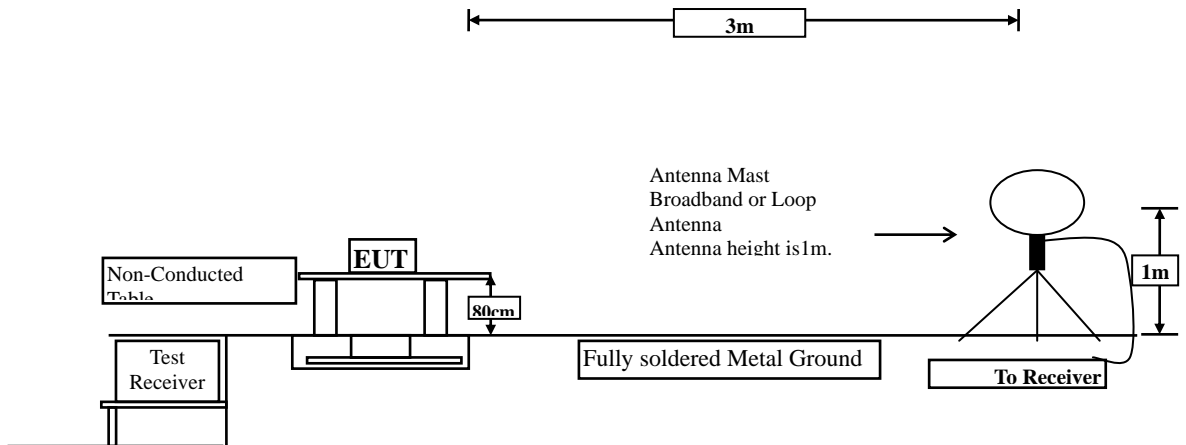 3m
Antenna Mast
Broadband or Loop
Antenna
Antenna height is1m.
EUT
Non-Conducted
Table
80cm
1m
Test
Receiver
Fully soldered Metal Ground
To Receiver